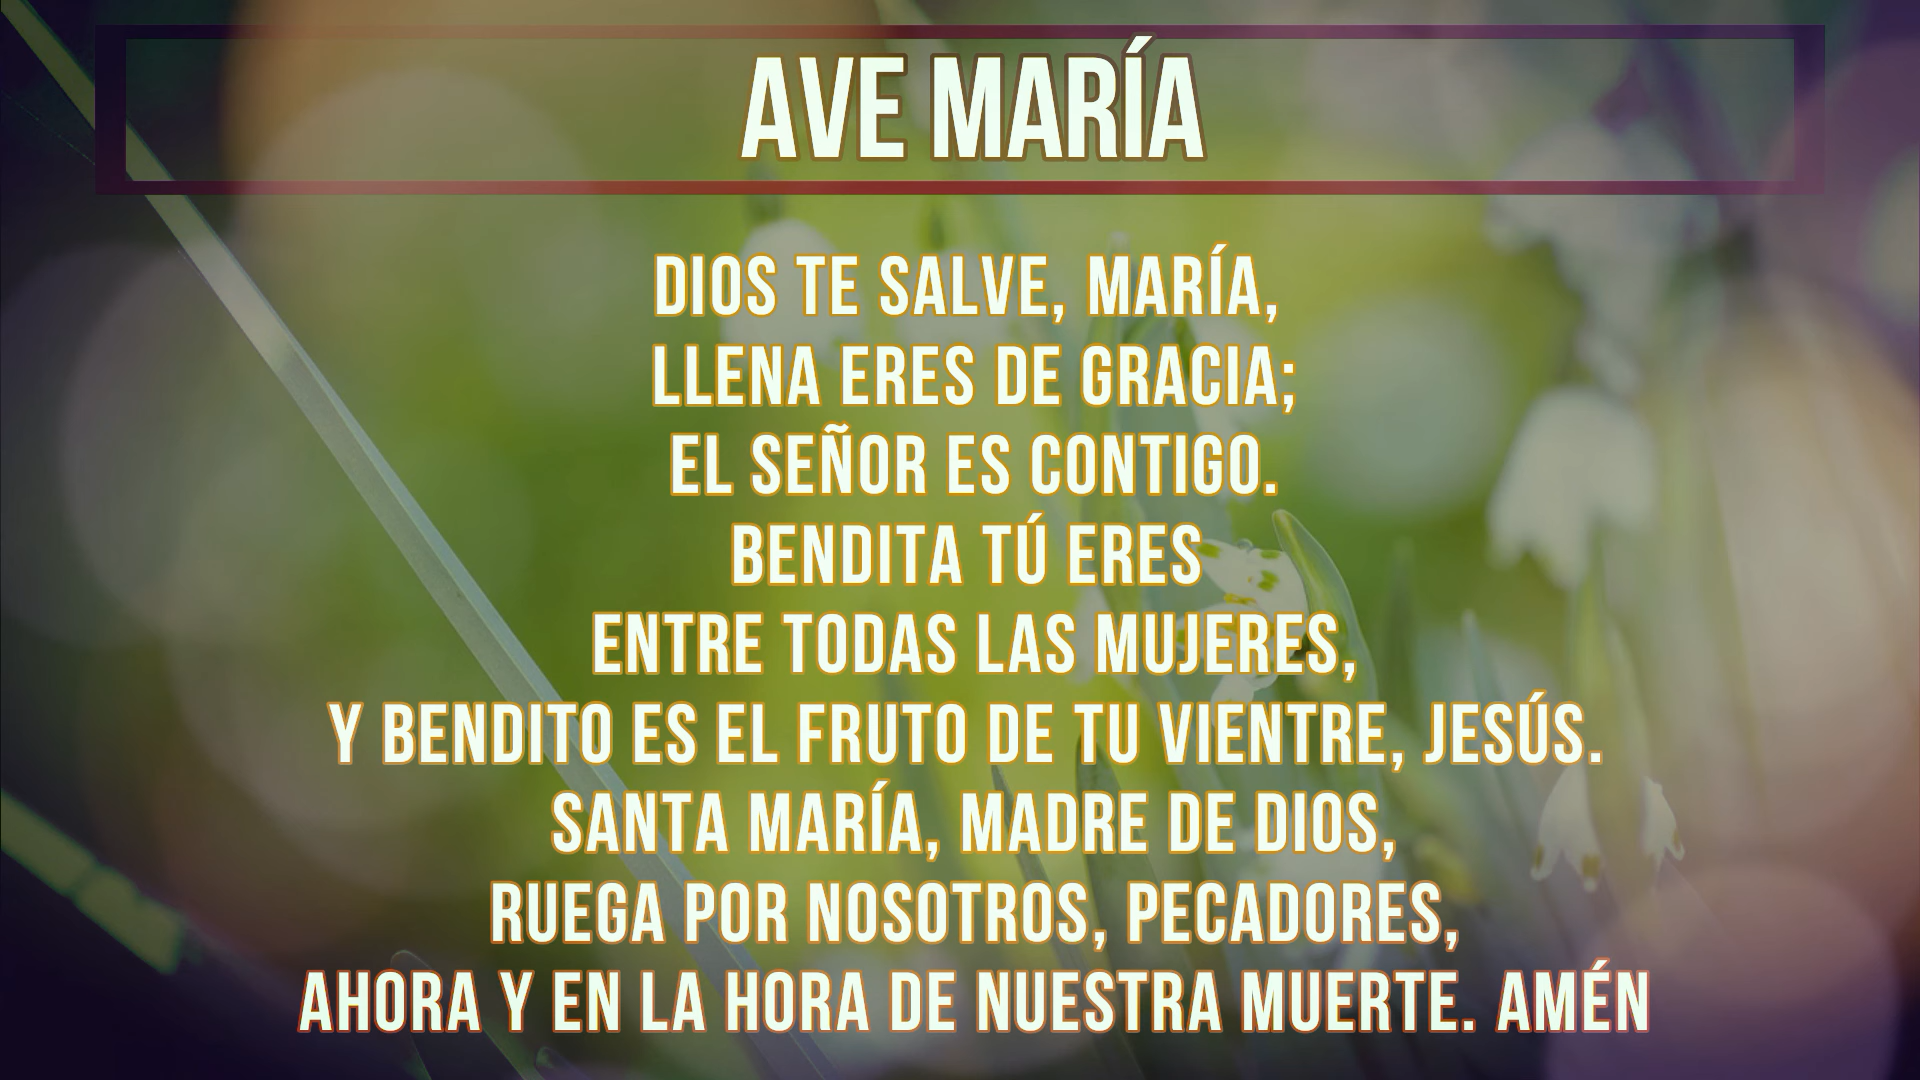 AVE MARÍA
DIOS TE SALVE, MARÍA,
LLENA ERES DE GRACIA;
EL SEÑOR ES CONTIGO.
BENDITA TÚ ERES
ENTRE TODAS LAS MUJERES,
Y BENDITO ES EL FRUTO DE TU VIENTRE, JESÚS.
SANTA MARÍA, MADRE DE DIOS,
RUEGA POR NOSOTROS, PECADORES,
AHORA Y EN LA HORA DE NUESTRA MUERTE. AMÉN